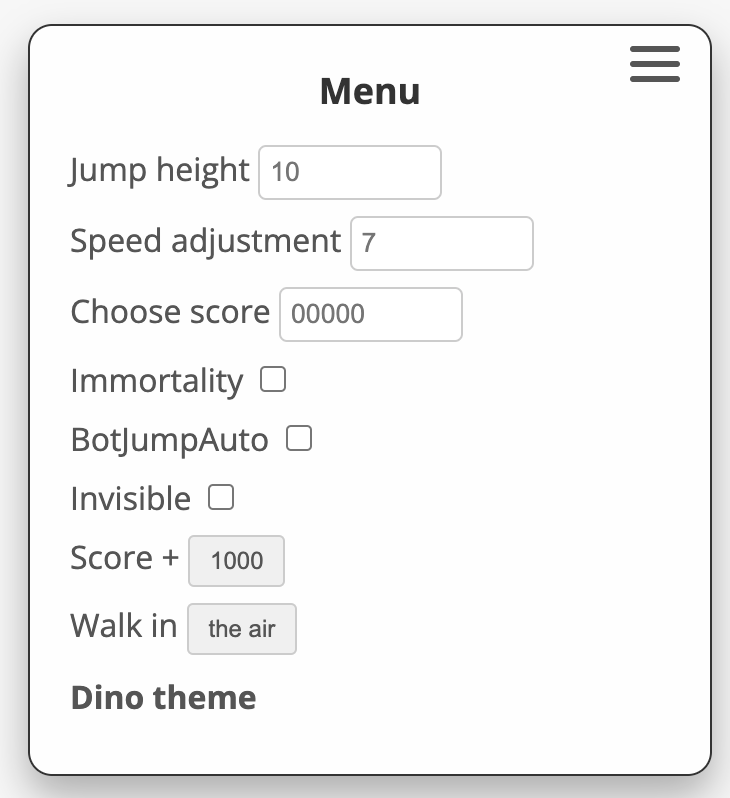 Menu
Jump height 10
Speed adjustment 7
Choose score 00000
Immortality
BotJumpAuto
Invisible
Score + 1000
Walk in the air
Dino theme